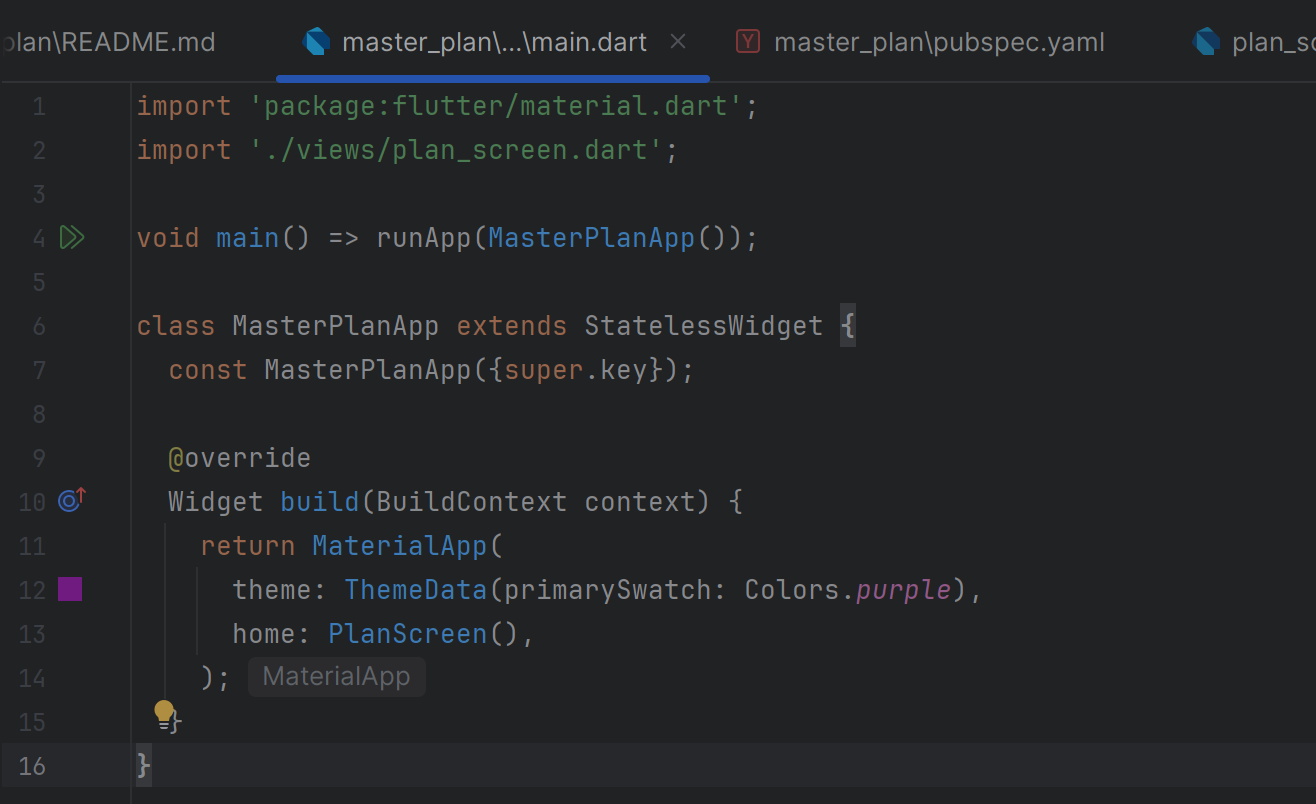 plan\README.md master_plan\...\main.dart master_plan\pubspec.yaml
1 import 'package:flutter/material.dart';
2 import './views/plan_screen.dart';
3
4 void main() => runApp(MasterPlanApp());
5
6 class MasterPlanApp extends StatelessWidget {
7 const MasterPlanApp({super.key});
8
9 @override
10 Widget build(BuildContext context) {
11 return MaterialApp(
12 theme: ThemeData(primarySwatch: Colors.purple),
13 home: PlanScreen(),
14 ); MaterialApp
15 }
16 }